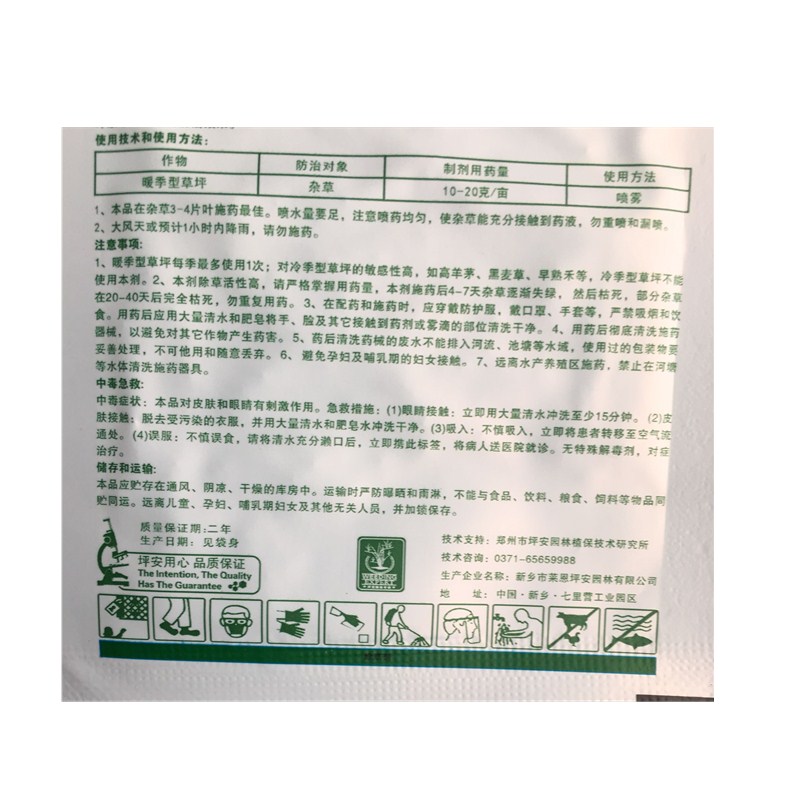 使用技术和使用方法：
作物 防治对象 制剂用药量 使用方法
暖季型草坪 杂草 10-20克/亩 喷雾
1、本品在杂草3-4片叶施药最佳。喷水量要足，注意喷药均匀，使杂草能充分接触到药液，勿重喷和漏喷。
2、大风天或预计1小时内降雨，请勿施药。
注意事项:
1、暖季型草坪每季最多使用1次；对冷季型草坪的敏感性高，如高羊茅、黑麦草、早熟禾等，冷季型草坪不能
使用本剂。2、本剂除草活性高，请严格掌握用药量，本剂施药后4-7天杂草逐渐失绿，然后枯死，部分杂草
在20-40天后完全枯死，勿重复用药。3、在配药和施药时，应穿戴防护服，戴口罩、手套等，严禁吸烟和饮
食。用药后应用大量清水和肥皂将手、脸及其它接触到药剂或雾滴的部位清洗干净。4、用药后彻底清洗施药
器械，以避免对其它作物产生药害。5、药后清洗药械的废水不能排入河流、池塘等水域，使用过的包装物要
妥善处理，不可他用和随意丢弃。6、避免孕妇及哺乳期的妇女接触。7、远离水产养殖区施药，禁止在河塘
等水体清洗施药器具。
中毒急救:
中毒症状：本品对皮肤和眼睛有刺激作用。急救措施：(1)眼睛接触：立即用大量清水冲洗至少15分钟。(2)皮
肤接触：脱去受污染的衣服，并用大量清水和肥皂水冲洗干净。(3)吸入：不慎吸入，立即将患者转移至空气流
通处。(4)误服：不慎误食，请将清水充分漱口后，立即携此标签，将病人送医院就诊。无特殊解毒剂，对症
治疗。
储存和运输:
本品应贮存在通风、阴凉、干燥的库房中。运输时严防曝晒和雨淋，不能与食品、饮料、粮食、饲料等物品同
贮同运。远离儿童、孕妇、哺乳期妇女及其他无关人员，并加锁保存。
质量保证期:二年
生产日期：见袋身
坪安用心 品质保证
The Intention, The Quality
Has The Guarantee
WEEDING
EXPERT
技术支持：郑州市坪安园林植保技术研究所
技术咨询：0371-65659988
生产企业名称：新乡市莱恩坪安园林有限公司
地 址：中国·新乡·七里营工业园区